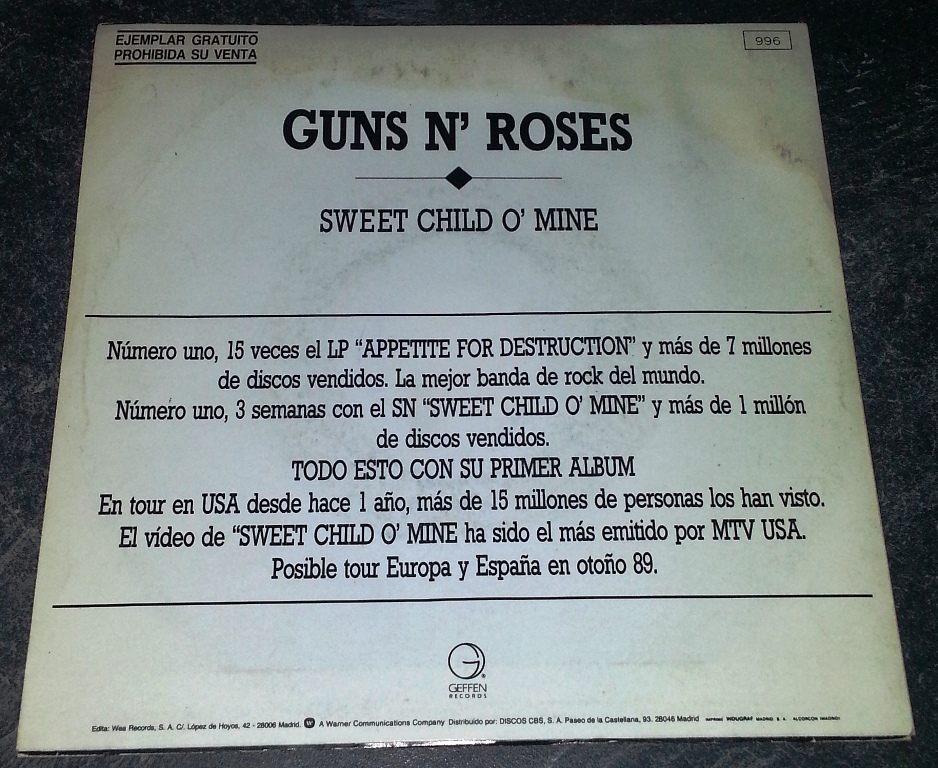 EJEMPLAR GRATUITO
PROHIBIDA SU VENTA
996
GUNS N' ROSES
SWEET CHILD O' MINE
Número uno, 15 veces el LP "APPETITE FOR DESTRUCTION" y más de 7 millones
de discos vendidos. La mejor banda de rock del mundo.
Número uno, 3 semanas con el SN "SWEET CHILD O' MINE" y más de 1 millón
de discos vendidos.
TODO ESTO CON SU PRIMER ALBUM
En tour en USA desde hace 1 año, más de 15 millones de personas los han visto.
El vídeo de "SWEET CHILD O' MINE ha sido el más emitido por MTV USA.
Posible tour Europa y España en otoño 89.
G®
GEFFEN
RECORDS
Edita: Wea Records, S. A. C/. López de Hoyos, 42 - 28006 Madrid. W A Warner Communications Company Distribuido por: DISCOS CBS, S. A. Paseo de la Castellana, 93. 28046 Madrid IMPRIME INDUGRAF MADRID S. A. ALCORCON (MADRID)